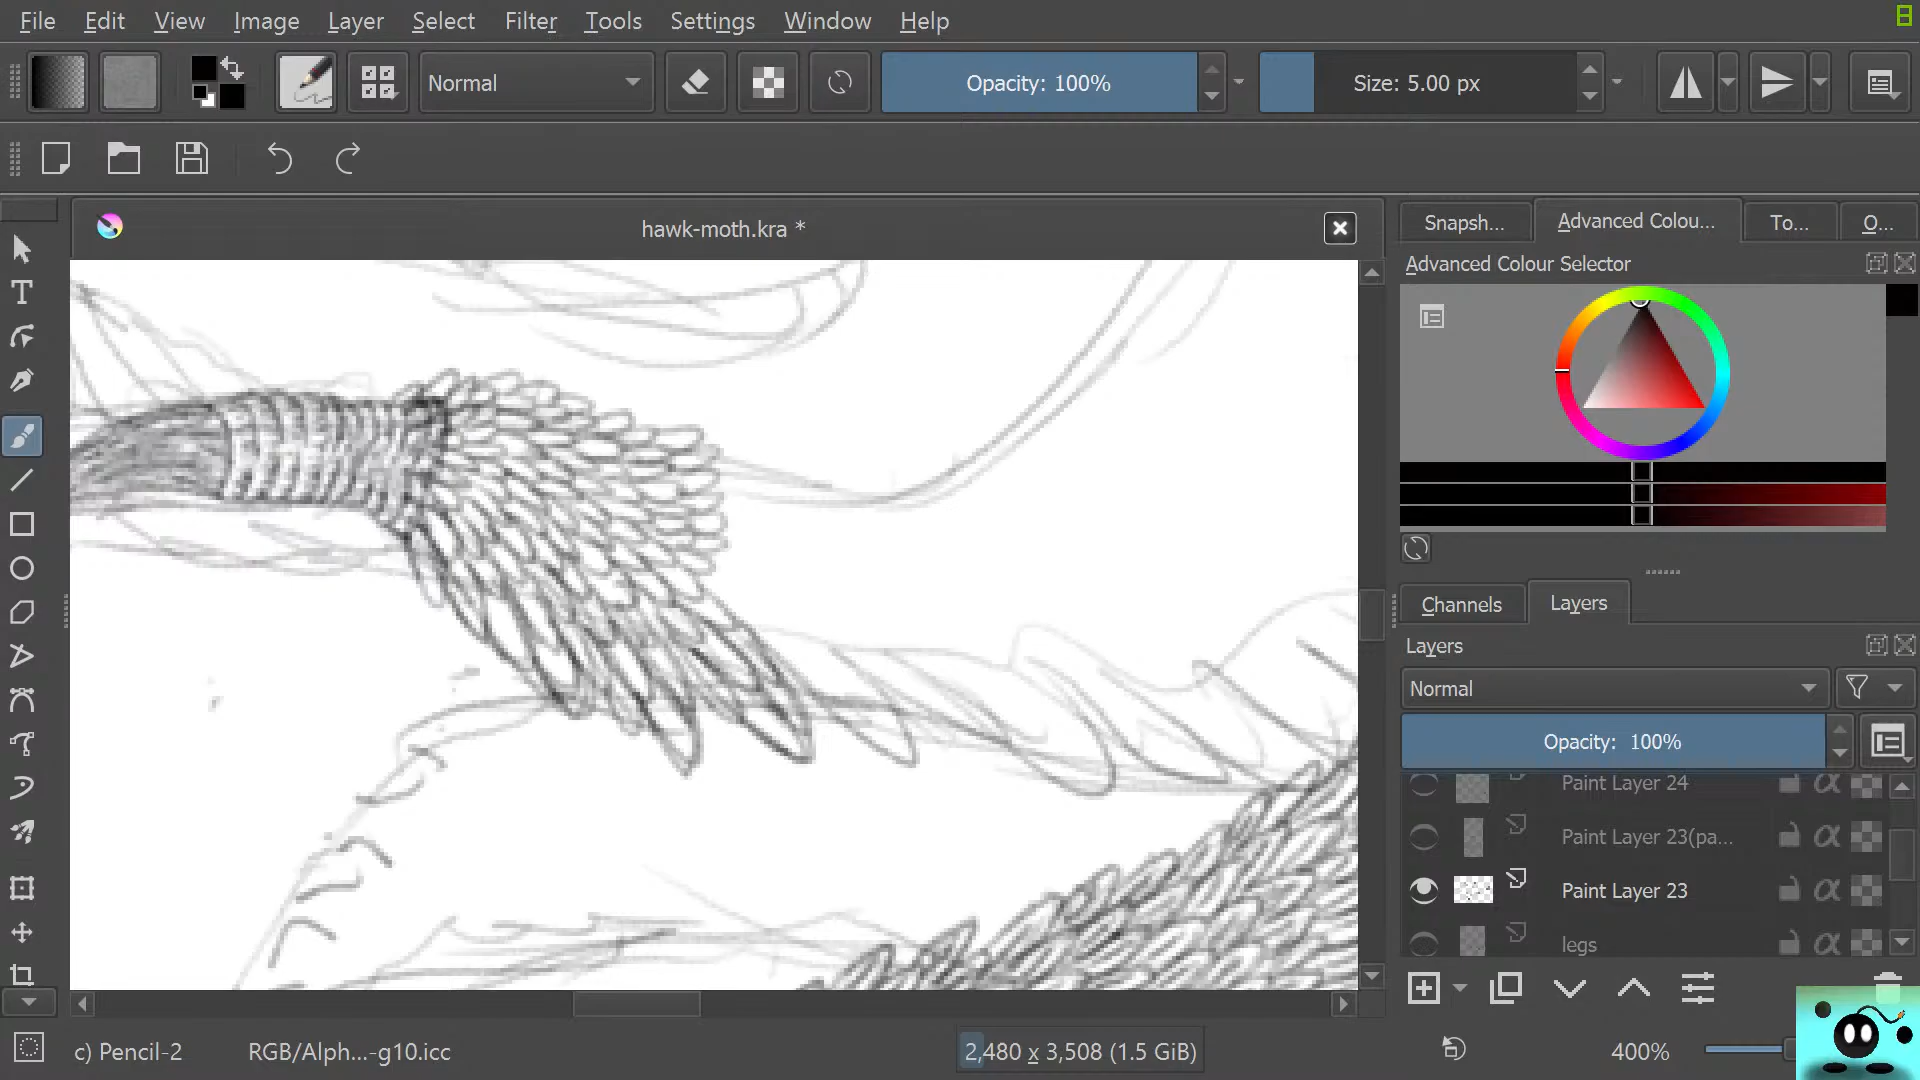 File Edit View Image Layer Select Filter Tools Settings Window Help
Normal Opacity: 100% Size: 5.00 px
hawk-moth.kra *
Snapsh... Advanced Colou... To... O...
Advanced Colour Selector
Channels Layers
Layers
Normal
Opacity: 100%
Paint Layer 24
Paint Layer 23(pa...
Paint Layer 23
legs
c) Pencil-2 RGB/Alph...-g10.icc 2,480 x 3,508 (1.5 GiB) 400%